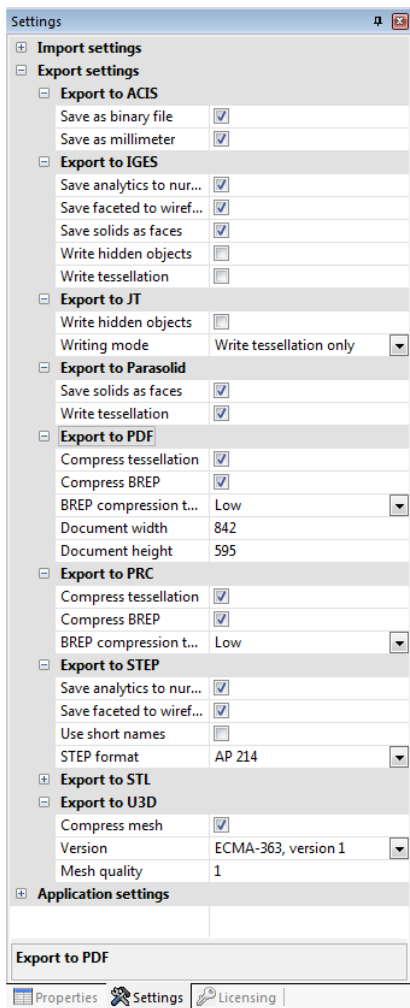 Settings
Import settings
Export settings
Export to ACIS
Save as binary file
Save as millimeter
Export to IGES
Save analytics to nur...
Save faceted to wiref...
Save solids as faces
Write hidden objects
Write tessellation
Export to JT
Write hidden objects
Writing mode Write tessellation only
Export to Parasolid
Save solids as faces
Write tessellation
Export to PDF
Compress tessellation
Compress BREP
BREP compression t... Low
Document width 842
Document height 595
Export to PRC
Compress tessellation
Compress BREP
BREP compression t... Low
Export to STEP
Save analytics to nur...
Save faceted to wiref...
Use short names
STEP format AP 214
Export to STL
Export to U3D
Compress mesh
Version ECMA-363, version 1
Mesh quality 1
Application settings
Export to PDF
Properties Settings Licensing